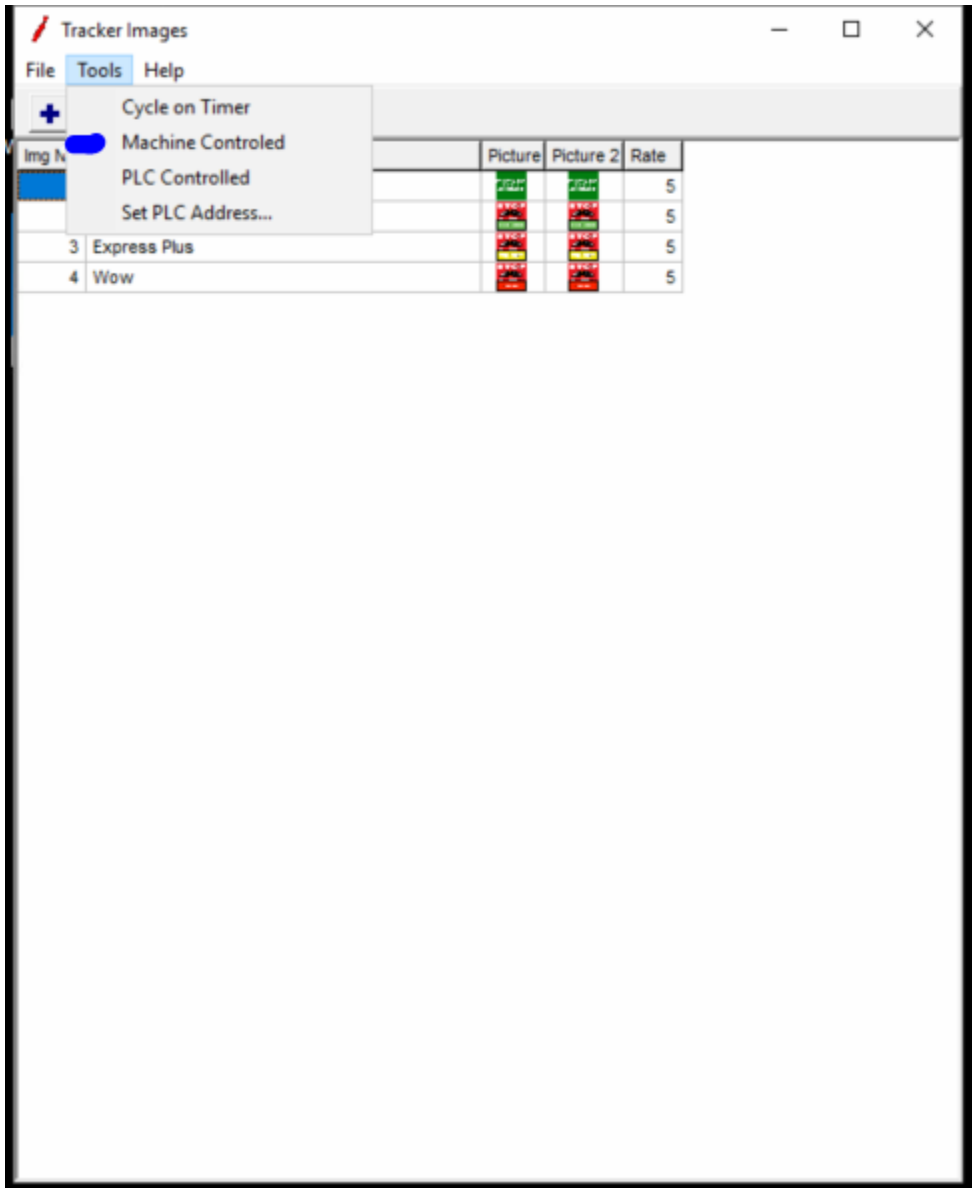 Tracker Images
File Tools Help
Cycle on Timer
Machine Controled
PLC Controlled
Set PLC Address...
Img Picture Picture 2 Rate
5
5
3 Express Plus 5
4 Wow 5